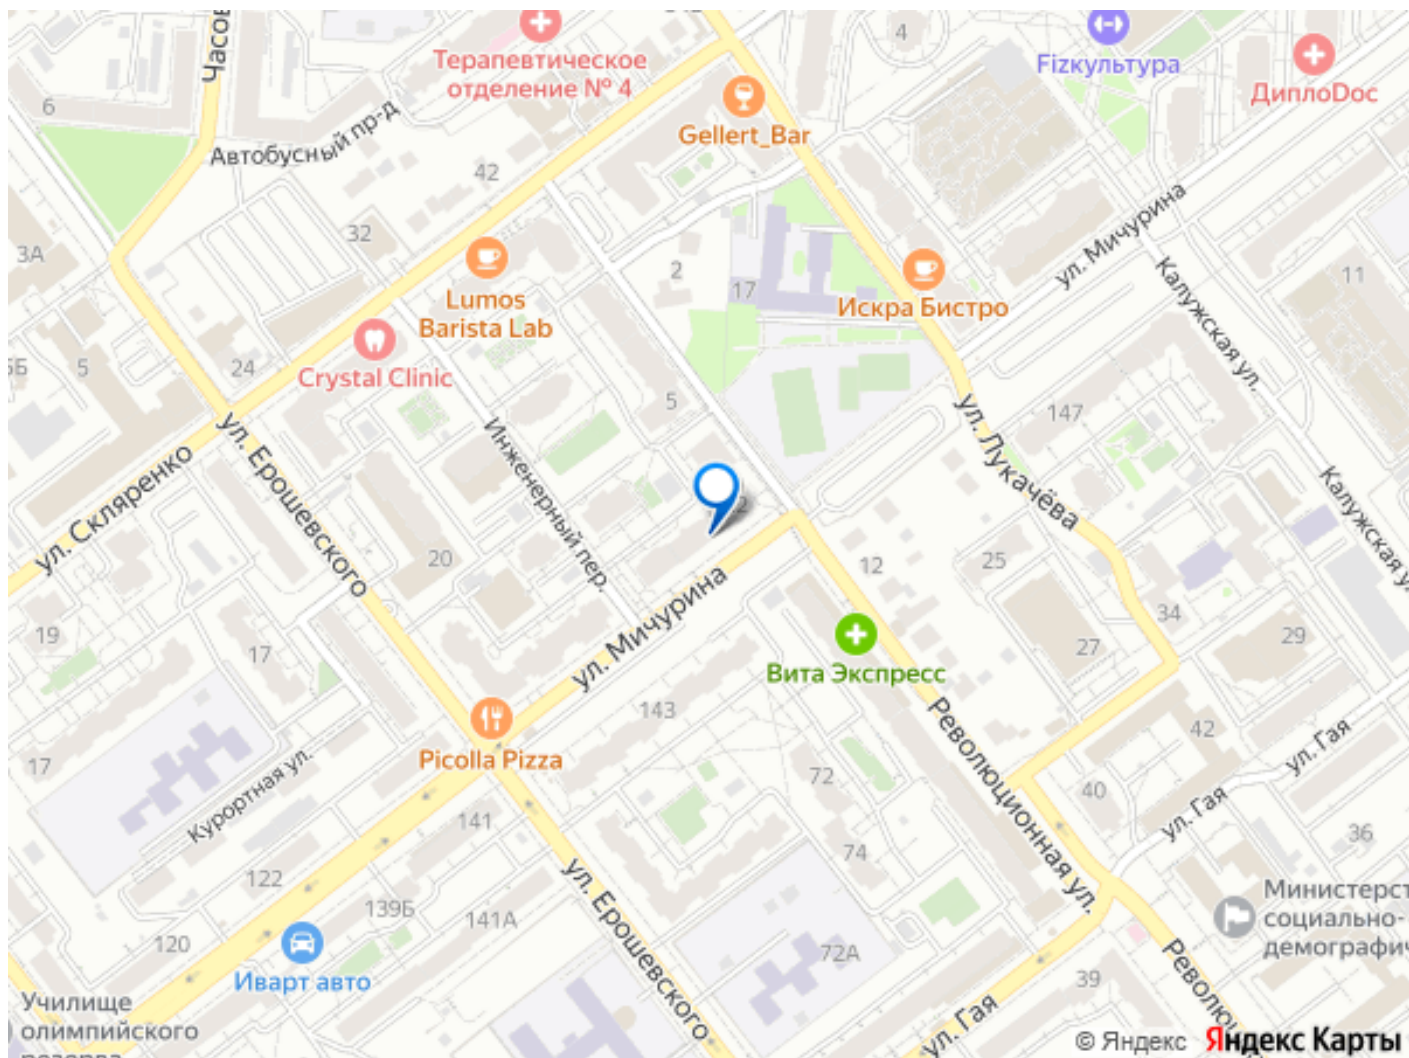 Часов
Терапевтическое
отделение № 4
4
Fizкультура
ДиплоDoc
6
Автобусный пр-д
Gellert_Bar
42
ул. Мичурина
32
3А
2
17
Калужская ул.
11
Lumos
Barista Lab
Искра Бистро
5
24
Crystal Clinic
5
147
ул. Лукачёва
ул. Ерошевского
Инженерный пер.
Калужская ул.
ул. Скляренко
20
12
25
34
19
17
27
29
ул. Мичурина
Вита Экспресс
143
42
17
Picolla Pizza
Курортная ул.
72
Революционная ул.
40
ул. Гая
ул. Гая
36
141
74
122
139Б
141А
ул. Ерошевского
Министерст
социально-
демографич
120
72А
Иварт авто
39
Революц
Училище
олимпийского
резерва
ул. Гая
© Яндекс Яндекс Карты